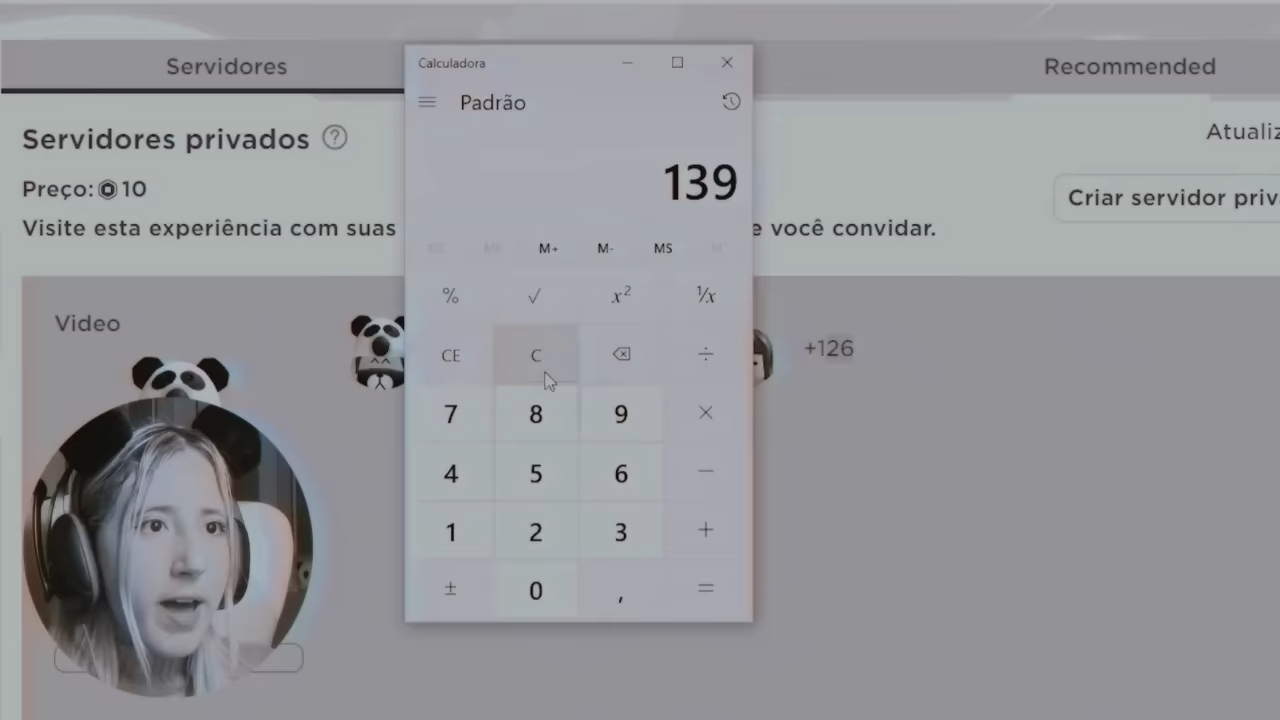 Servidores
Recommended
Servidores privados ?
Atualiz
Preço: 10
Criar servidor priv
Visite esta experiência com suas
e você convidar.
Video
+126
Calculadora
Padrão
139
M+ M- MS
% √ x² ¹/x
CE C ÷
7 8 9 ×
4 5 6 −
1 2 3 +
± 0 , =